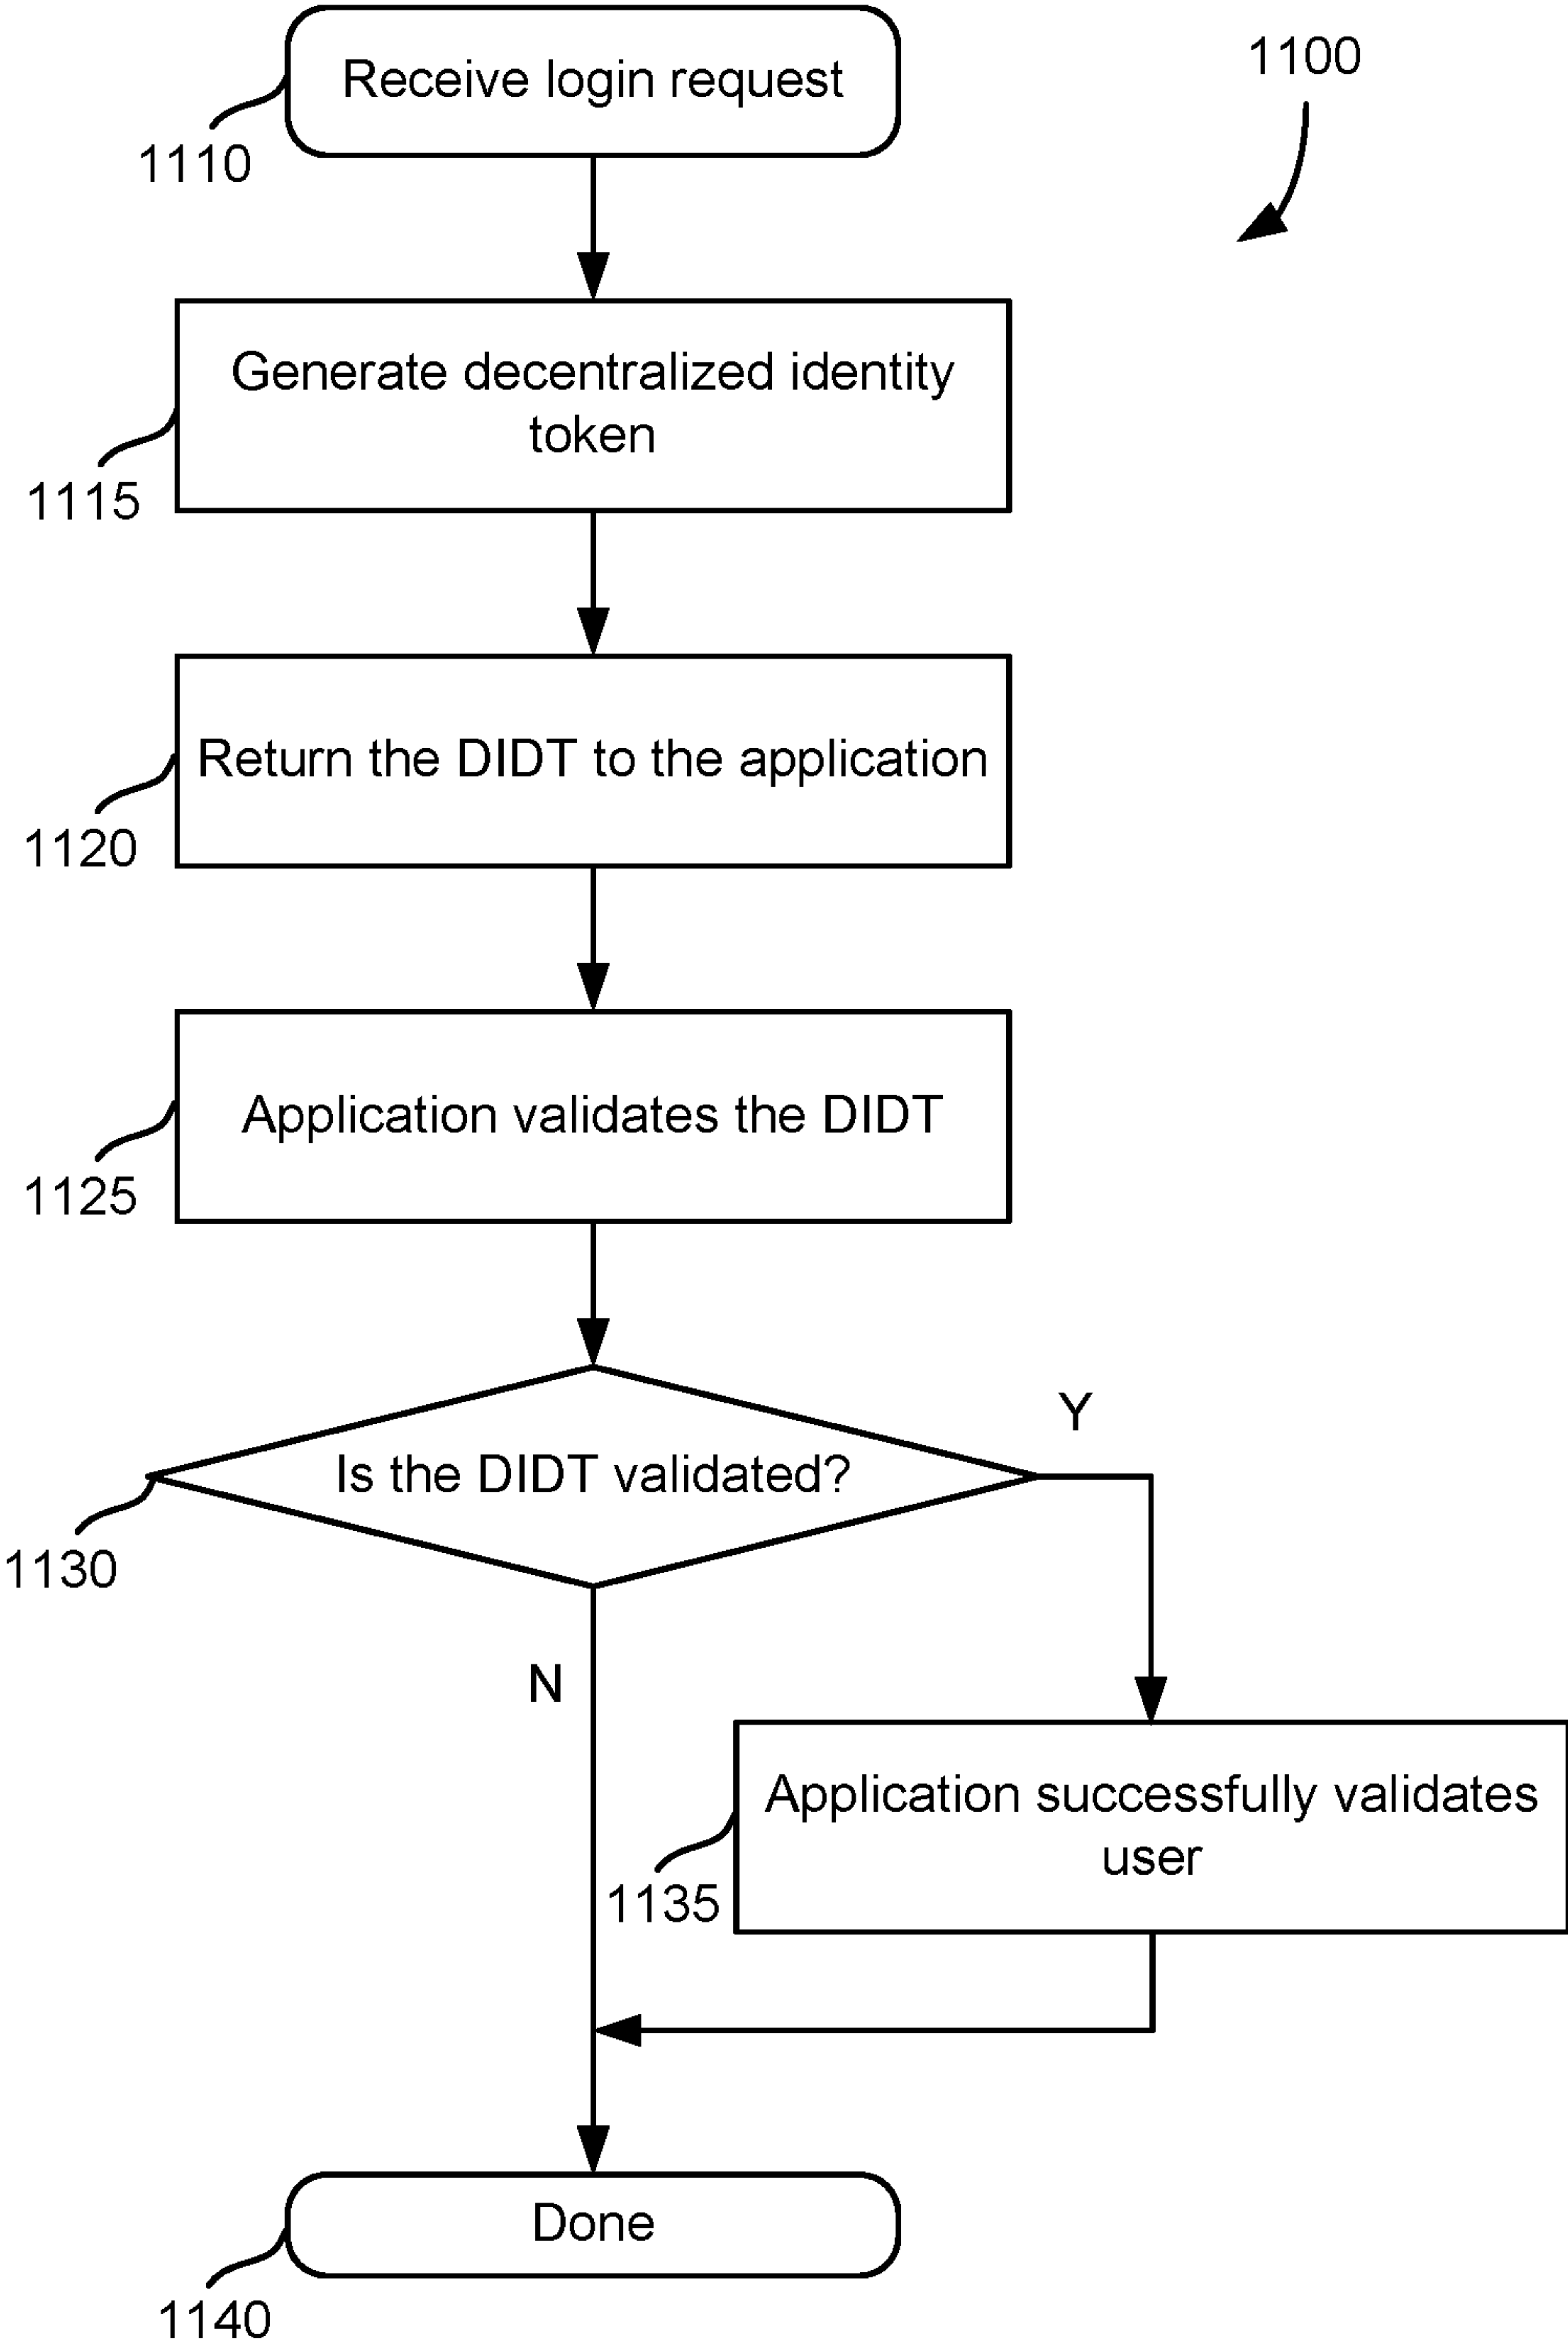 Receive login request
1100
1110
Generate decentralized identity
token
1115
Return the DIDT to the application
1120
Application validates the DIDT
1125
Is the DIDT validated?
Y
1130
N
Application successfully validates
user
1135
Done
1140